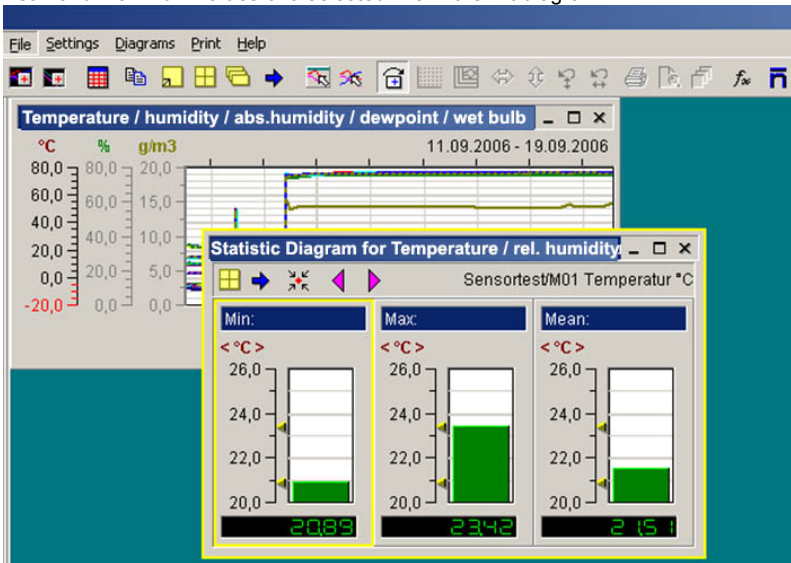 File Settings Diagrams Print Help
f∞ n
Temperature / humidity / abs.humidity / dewpoint / wet bulb
°C % g/m3 11.09.2006 - 19.09.2006
80,0 80,0 20,0
60,0 60,0 15,0
40,0 40,0 10,0
20,0 20,0 5,0
0,0 0,0 0,0
-20,0
Statistic Diagram for Temperature / rel. humidity
Sensortest/M01 Temperatur °C
Min: Max: Mean:
< °C > < °C > < °C >
26,0 26,0 26,0
24,0 24,0 24,0
22,0 22,0 22,0
20,0 20,0 20,0
20,89 23,42 21,51